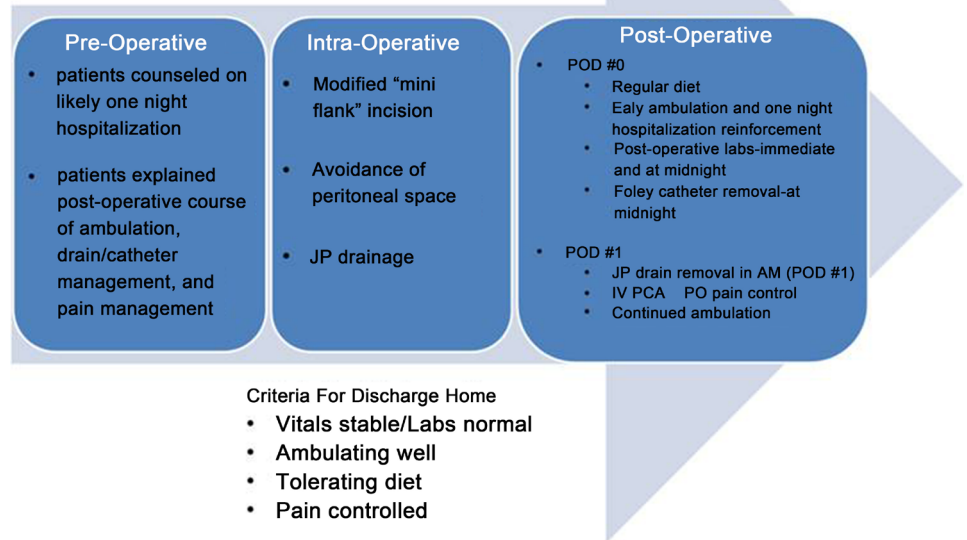 Pre-Operative
• patients counseled on
likely one night
hospitalization
• patients explained
post-operative course
of ambulation,
drain/catheter
management, and
pain management
Intra-Operative
• Modified “mini
flank” incision
• Avoidance of
peritoneal space
• JP drainage
Post-Operative
• POD #0
• Regular diet
• Ealy ambulation and one night
hospitalization reinforcement
• Post-operative labs-immediate
and at midnight
• Foley catheter removal-at
midnight
• POD #1
• JP drain removal in AM (POD #1)
• IV PCA PO pain control
• Continued ambulation
Criteria For Discharge Home
• Vitals stable/Labs normal
• Ambulating well
• Tolerating diet
• Pain controlled